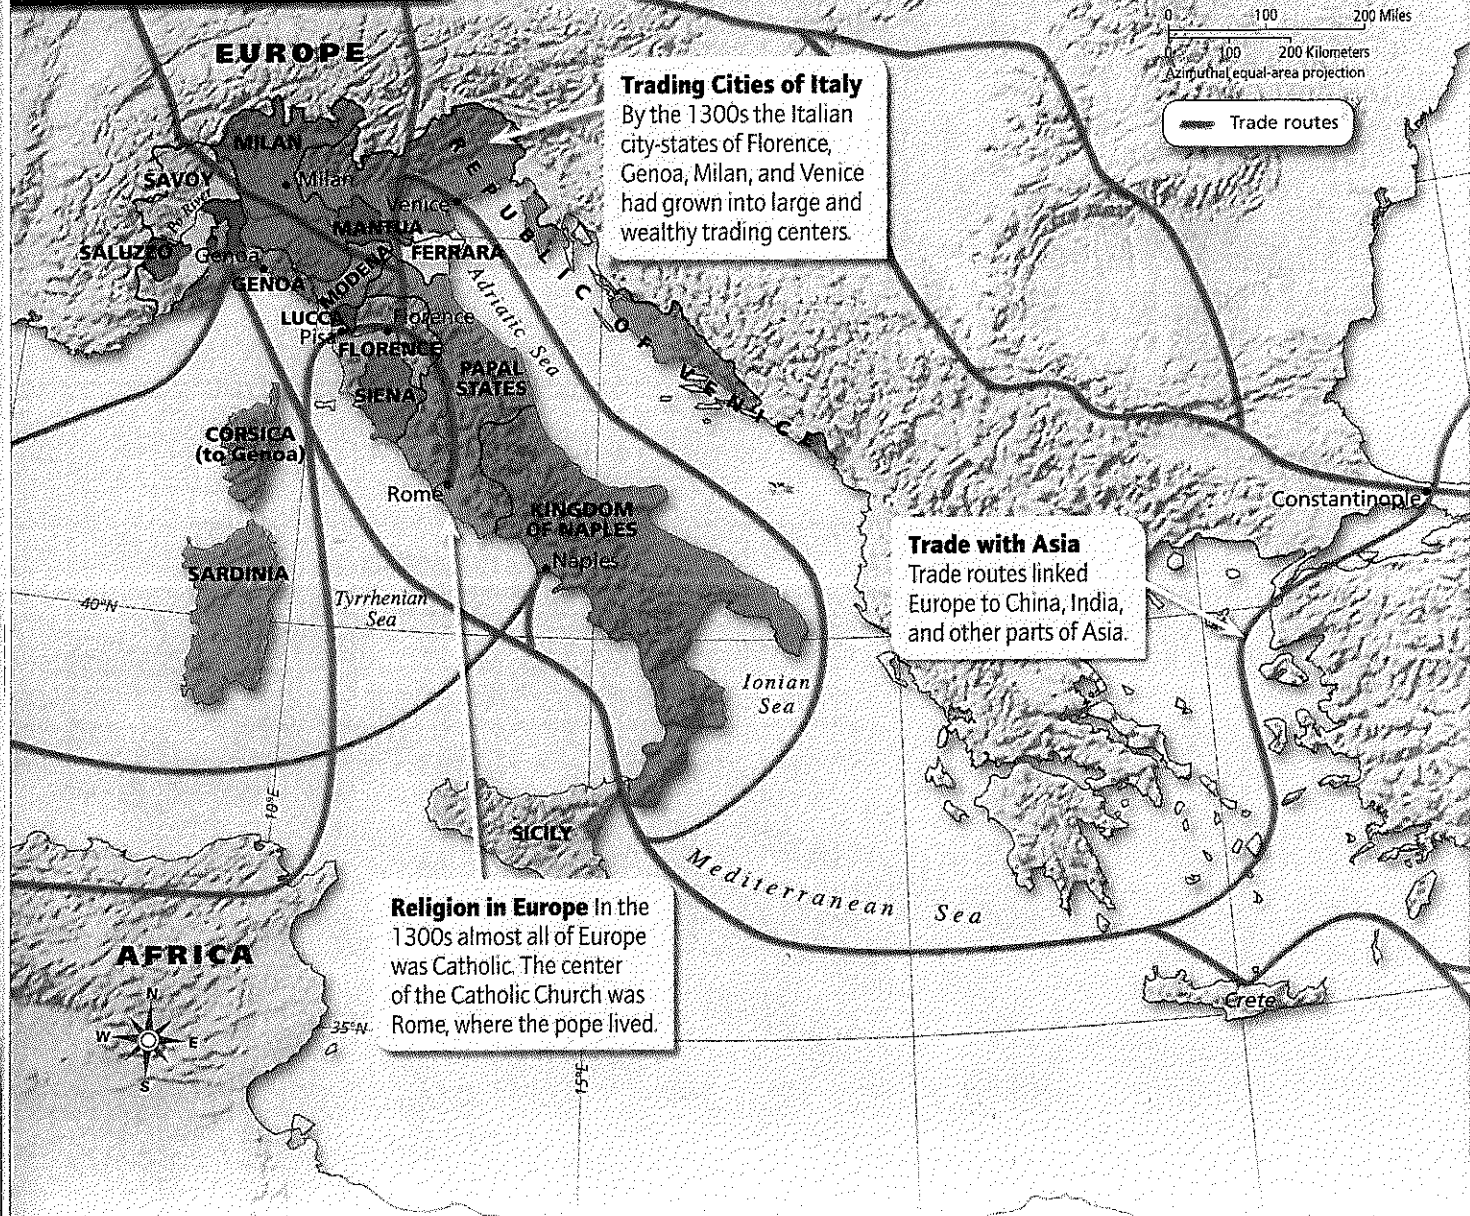 0 100 200 Miles
0 100 200 Kilometers
Azimuthal equal-area projection
Trade routes
EUROPE
Trading Cities of Italy
By the 1300s the Italian
city-states of Florence,
Genoa, Milan, and Venice
had grown into large and
wealthy trading centers.
MILAN
SAVOY
Milan
Po River
Venice
MANTUA
SALUZZO
Genoa
FERRARA
GENOA
MODENA
REPUBLIC OF VENICE
Adriatic Sea
LUCCA
Florence
Pisa
FLORENCE
PAPAL
STATES
SIENA
CORSICA
(to Genoa)
Rome
KINGDOM
OF NAPLES
Naples
Constantinople
Trade with Asia
Trade routes linked
Europe to China, India,
and other parts of Asia.
SARDINIA
40°N
Tyrrhenian
Sea
Ionian
Sea
10°E
SICILY
Mediterranean Sea
Religion in Europe In the
1300s almost all of Europe
was Catholic. The center
of the Catholic Church was
Rome, where the pope lived.
AFRICA
N
W E
S
35°N
15°E
Crete